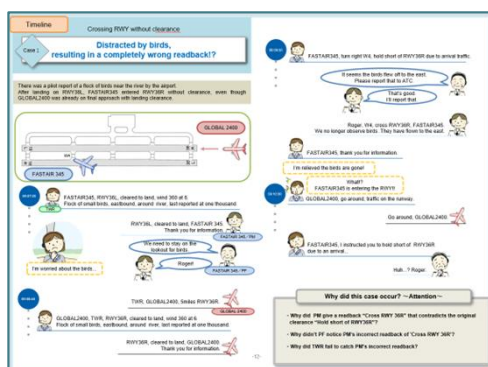 Timeline
Crossing RWY without clearance
Case 1
Distracted by birds,
resulting in a completely wrong readback!?
There was a pilot report of a flock of birds near the river by the airport.
After landing on RWY36L, FASTAIR345 entered RWY36R without clearance, even though
GLOBAL2400 was already on final approach with landing clearance.
GLOBAL 2400
FASTAIR 345
FASTAIR345, RWY36L, cleared to land, wind 360 at 6
Flock of small birds, eastbound, around river, last reported at one thousand
TWR
RWY36L, cleared to land, FASTAIR 345
Thank you for information.
FASTAIR 345 / PM
We need to stay on the
lookout for birds.
Roger!
FASTAIR 345 / PF
I'm worried about the birds...
TWR, GLOBAL2400, 5miles RWY36R.
GLOBAL 2400
GLOBAL2400, TWR, RWY36R, cleared to land, wind 360 at 6
Flock of small birds, eastbound, around river, last reported at one thousand
RWY36R, cleared to land, GLOBAL2400
Thank you for information.
-12-
FASTAIR345, turn right W4, hold short of RWY36R due to arrival traffic.
It seems the birds flew off to the east.
Please report that to ATC.
That's good.
I'll report that
Roger. W4, cross RWY36R, FASTAIR345.
We no longer observe birds. They have flown to the east.
FASTAIR345, thank you for information.
I'm relieved the birds are gone!
What!?
FASTAIR345 is entering the RWY!!
GLOBAL2400, go around, traffic on the runway.
Go around, GLOBAL2400
FASTAIR345, I instructed you to hold short of RWY36R
due to an arrival...
Huh...? Roger.
Why did this case occur? ～Attention～
・Why did PM give a readback "Cross RWY 36R" that contradicts the original
clearance "Hold short of RWY36R"?
・Why didn't PF notice PM's incorrect readback of 'Cross RWY 36R'?
・Why did TWR fail to catch PM's incorrect readback?